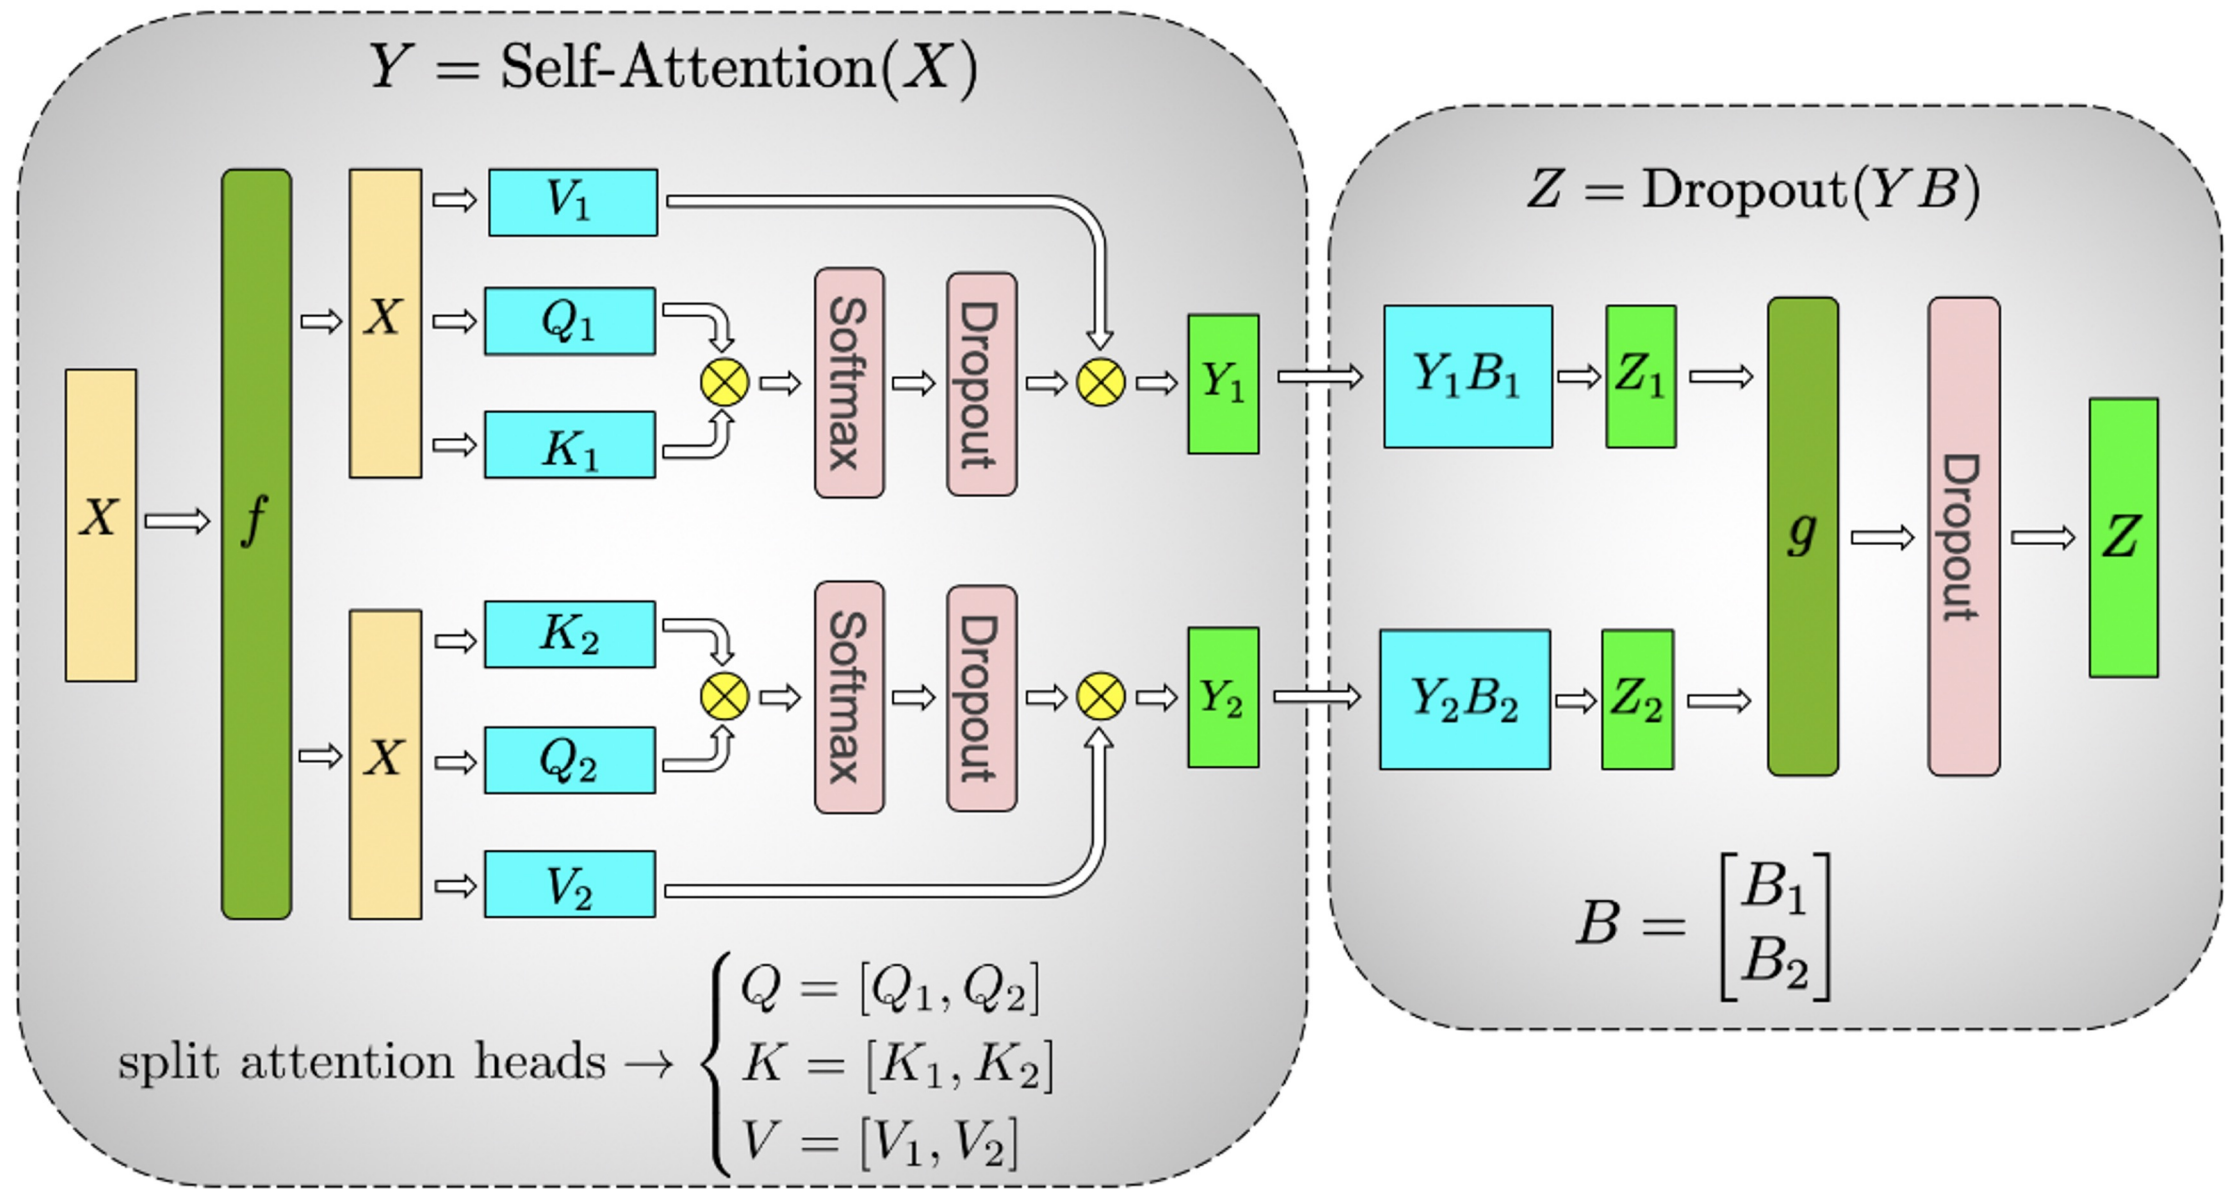 Y = Self-Attention(X)
X
f
X
V₁
Q₁
K₁
Softmax
Dropout
Y₁
X
K₂
Q₂
V₂
Softmax
Dropout
Y₂
split attention heads →
Q = [Q₁, Q₂]
K = [K₁, K₂]
V = [V₁, V₂]
Z = Dropout(YB)
Y₁B₁
Z₁
Y₂B₂
Z₂
g
Dropout
Z
B = [B₁
B₂]